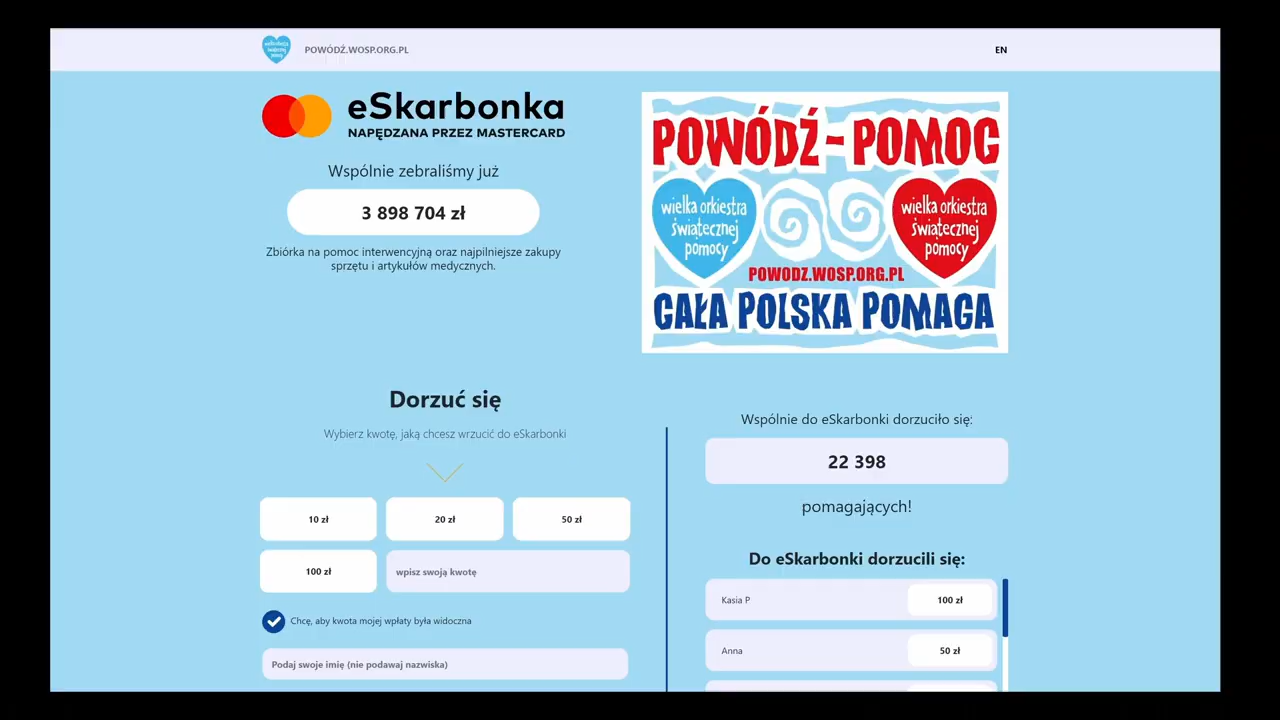 wielka orkiestra
świątecznej
pomocy
POWÓDŹ.WOSP.ORG.PL
EN
eSkarbonka
NAPĘDZANA PRZEZ MASTERCARD
Wspólnie zebraliśmy już
3 898 704 zł
Zbiórka na pomoc interwencyjną oraz najpilniejsze zakupy
sprzętu i artykułów medycznych.
POWÓDŹ-POMOC
wielka orkiestra
świątecznej
pomocy
wielka orkiestra
świątecznej
pomocy
POWODZ.WOSP.ORG.PL
CAŁA POLSKA POMAGA
Dorzuć się
Wybierz kwotę, jaką chcesz wrzucić do eSkarbonki
10 zł
20 zł
50 zł
100 zł
wpisz swoją kwotę
Chcę, aby kwota mojej wpłaty była widoczna
Podaj swoje imię (nie podawaj nazwiska)
Wspólnie do eSkarbonki dorzuciło się:
22 398
pomagających!
Do eSkarbonki dorzucili się:
Kasia P
100 zł
Anna
50 zł